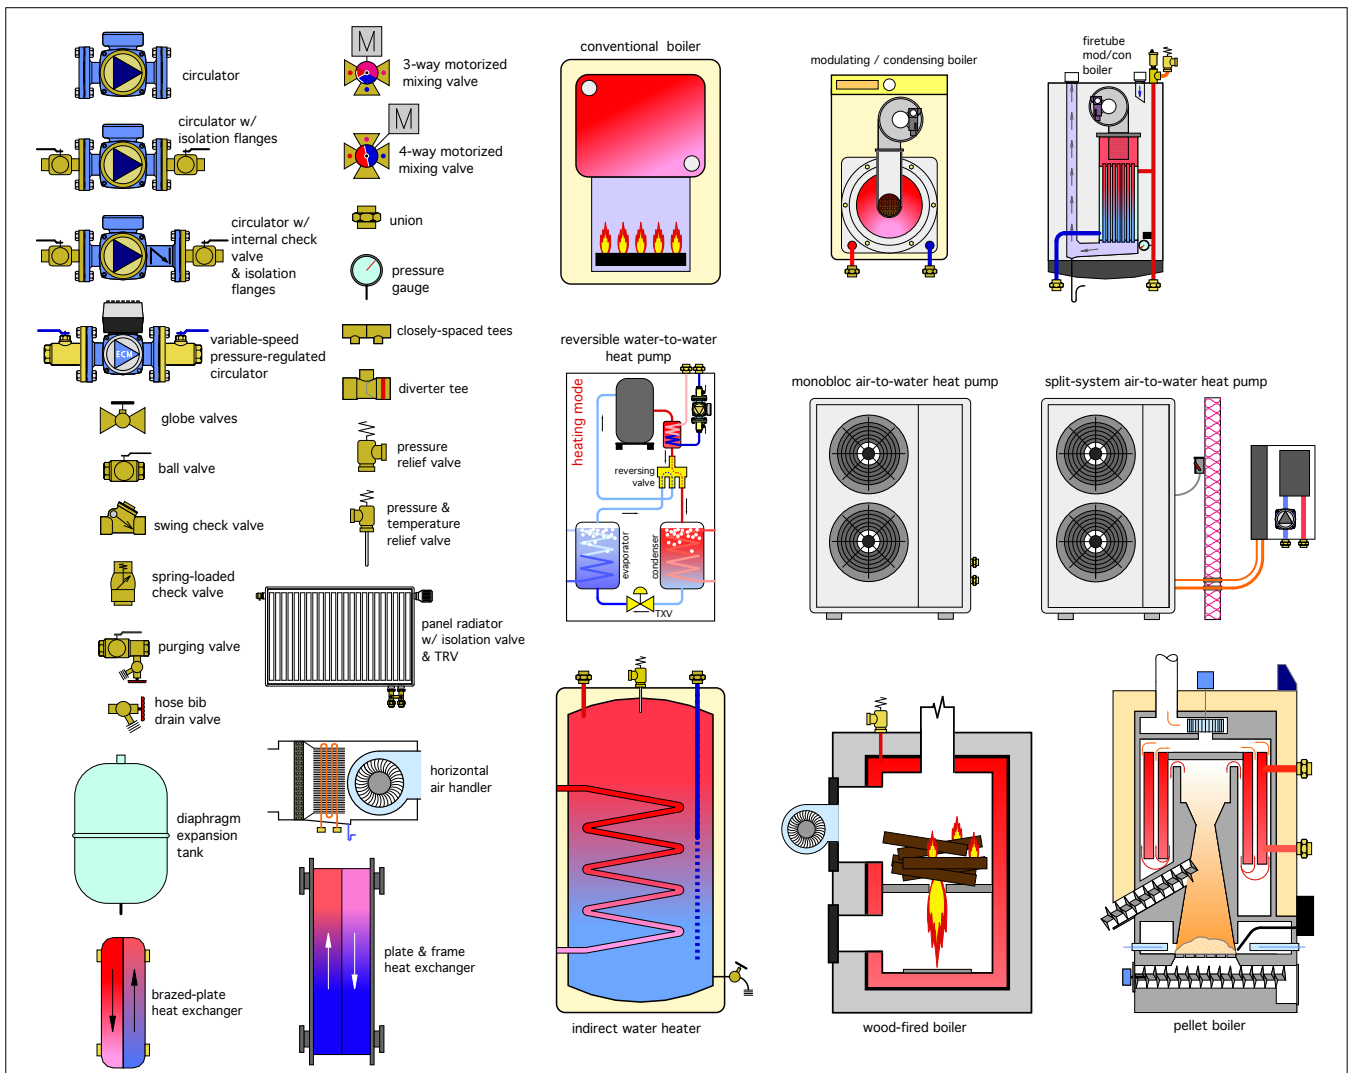 circulator
circulator w/
isolation flanges
circulator w/
internal check
valve
& isolation
flanges
ECM
variable-speed
pressure-regulated
circulator
globe valves
ball valve
swing check valve
spring-loaded
check valve
purging valve
hose bib
drain valve
diaphragm
expansion
tank
brazed-plate
heat exchanger
M
3-way motorized
mixing valve
M
4-way motorized
mixing valve
union
pressure
gauge
closely-spaced tees
diverter tee
pressure
relief valve
pressure &
temperature
relief valve
panel radiator
w/ isolation valve
& TRV
horizontal
air handler
plate & frame
heat exchanger
conventional boiler
modulating / condensing boiler
firetube
mod/con
boiler
reversible water-to-water
heat pump
heating mode
reversing
valve
evaporator
condenser
TXV
monobloc air-to-water heat pump
split-system air-to-water heat pump
indirect water heater
wood-fired boiler
pellet boiler